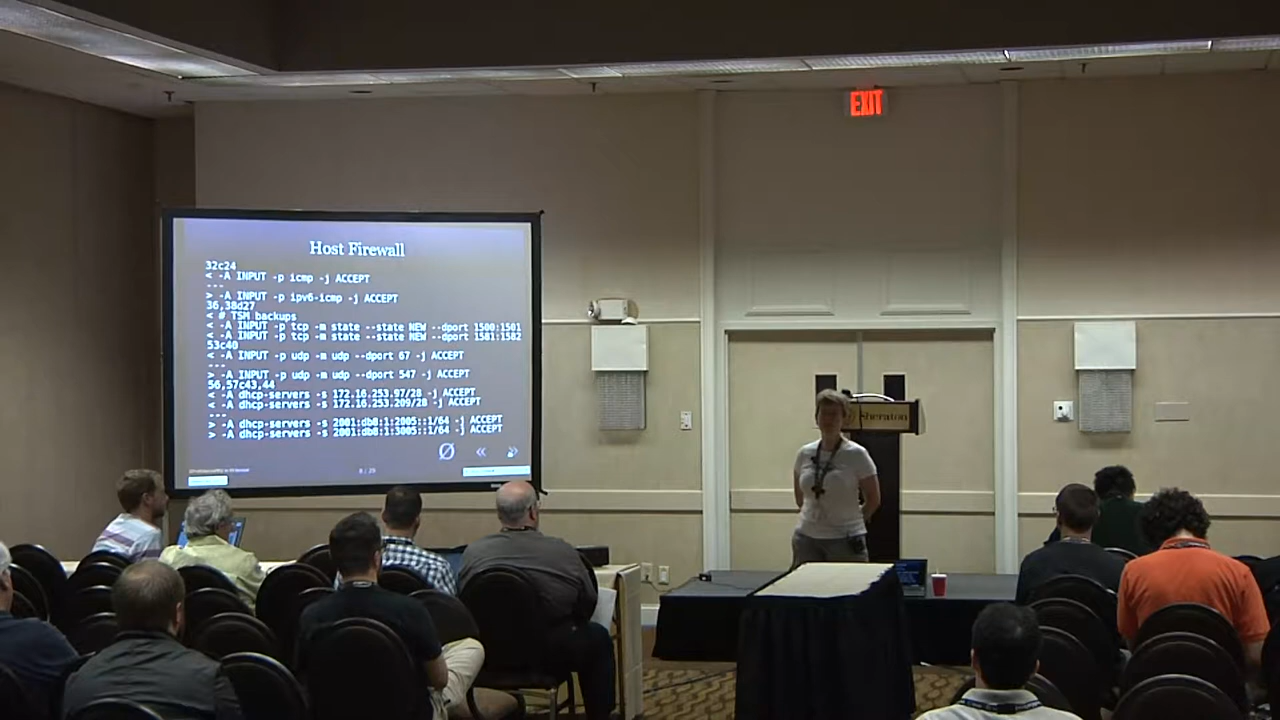 EXIT
Host Firewall
32c24
< -A INPUT -p icmp -j ACCEPT
---
> -A INPUT -p ipv6-icmp -j ACCEPT
36,38d27
< # TSM backups
< -A INPUT -p tcp -m state --state NEW --dport 1500:1501
< -A INPUT -p tcp -m state --state NEW --dport 1581:1582
53c40
< -A INPUT -p udp -m udp --dport 67 -j ACCEPT
---
> -A INPUT -p udp -m udp --dport 547 -j ACCEPT
56,57c43,44
< -A dhcp-servers -s 172.16.253.97/28 -j ACCEPT
< -A dhcp-servers -s 172.16.253.209/28 -j ACCEPT
---
> -A dhcp-servers -s 2001:db8:1:2005::1/64 -j ACCEPT
> -A dhcp-servers -s 2001:db8:1:3005::1/64 -j ACCEPT
8 / 29
Sheraton